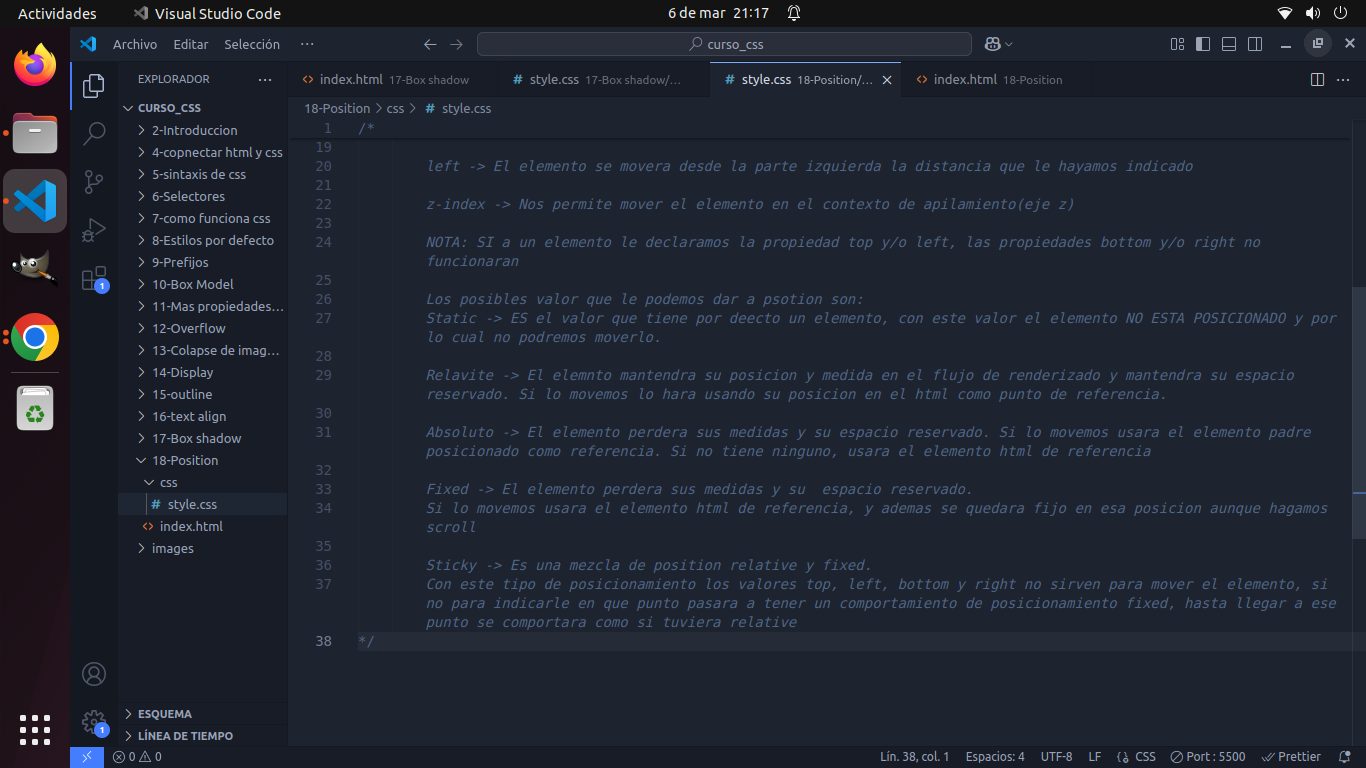 Actividades
Visual Studio Code
6 de mar 21:17
Archivo Editar Selección ···
curso_css
EXPLORADOR ···
CURSO_CSS
2-Introduccion
4-copnectar html y css
5-sintaxis de css
6-Selectores
7-como funciona css
8-Estilos por defecto
9-Prefijos
10-Box Model
11-Mas propiedades...
12-Overflow
13-Colapse de imag...
14-Display
15-outline
16-text align
17-Box shadow
18-Position
css
# style.css
<> index.html
images
ESQUEMA
LÍNEA DE TIEMPO
1
1
<> index.html 17-Box shadow
# style.css 17-Box shadow/...
# style.css 18-Position/...
<> index.html 18-Position
···
18-Position > css > # style.css
1 /*
19
20 left -> El elemento se movera desde la parte izquierda la distancia que le hayamos indicado
21
22 z-index -> Nos permite mover el elemento en el contexto de apilamiento(eje z)
23
24 NOTA: SI a un elemento le declaramos la propiedad top y/o left, las propiedades bottom y/o right no
funcionaran
25
26 Los posibles valor que le podemos dar a psotion son:
27 Static -> ES el valor que tiene por deecto un elemento, con este valor el elemento NO ESTA POSICIONADO y por
lo cual no podremos moverlo.
28
29 Relavite -> El elemnto mantendra su posicion y medida en el flujo de renderizado y mantendra su espacio
reservado. Si lo movemos lo hara usando su posicion en el html como punto de referencia.
30
31 Absoluto -> El elemento perdera sus medidas y su espacio reservado. Si lo movemos usara el elemento padre
posicionado como referencia. Si no tiene ninguno, usara el elemento html de referencia
32
33 Fixed -> El elemento perdera sus medidas y su  espacio reservado.
34 Si lo movemos usara el elemento html de referencia, y ademas se quedara fijo en esa posicion aunque hagamos
scroll
35
36 Sticky -> Es una mezcla de position relative y fixed.
37 Con este tipo de posicionamiento los valores top, left, bottom y right no sirven para mover el elemento, si
no para indicarle en que punto pasara a tener un comportamiento de posicionamiento fixed, hasta llegar a ese
punto se comportara como si tuviera relative
38 */
0 0
Lín. 38, col. 1
Espacios: 4
UTF-8
LF
{} CSS
Port : 5500
Prettier